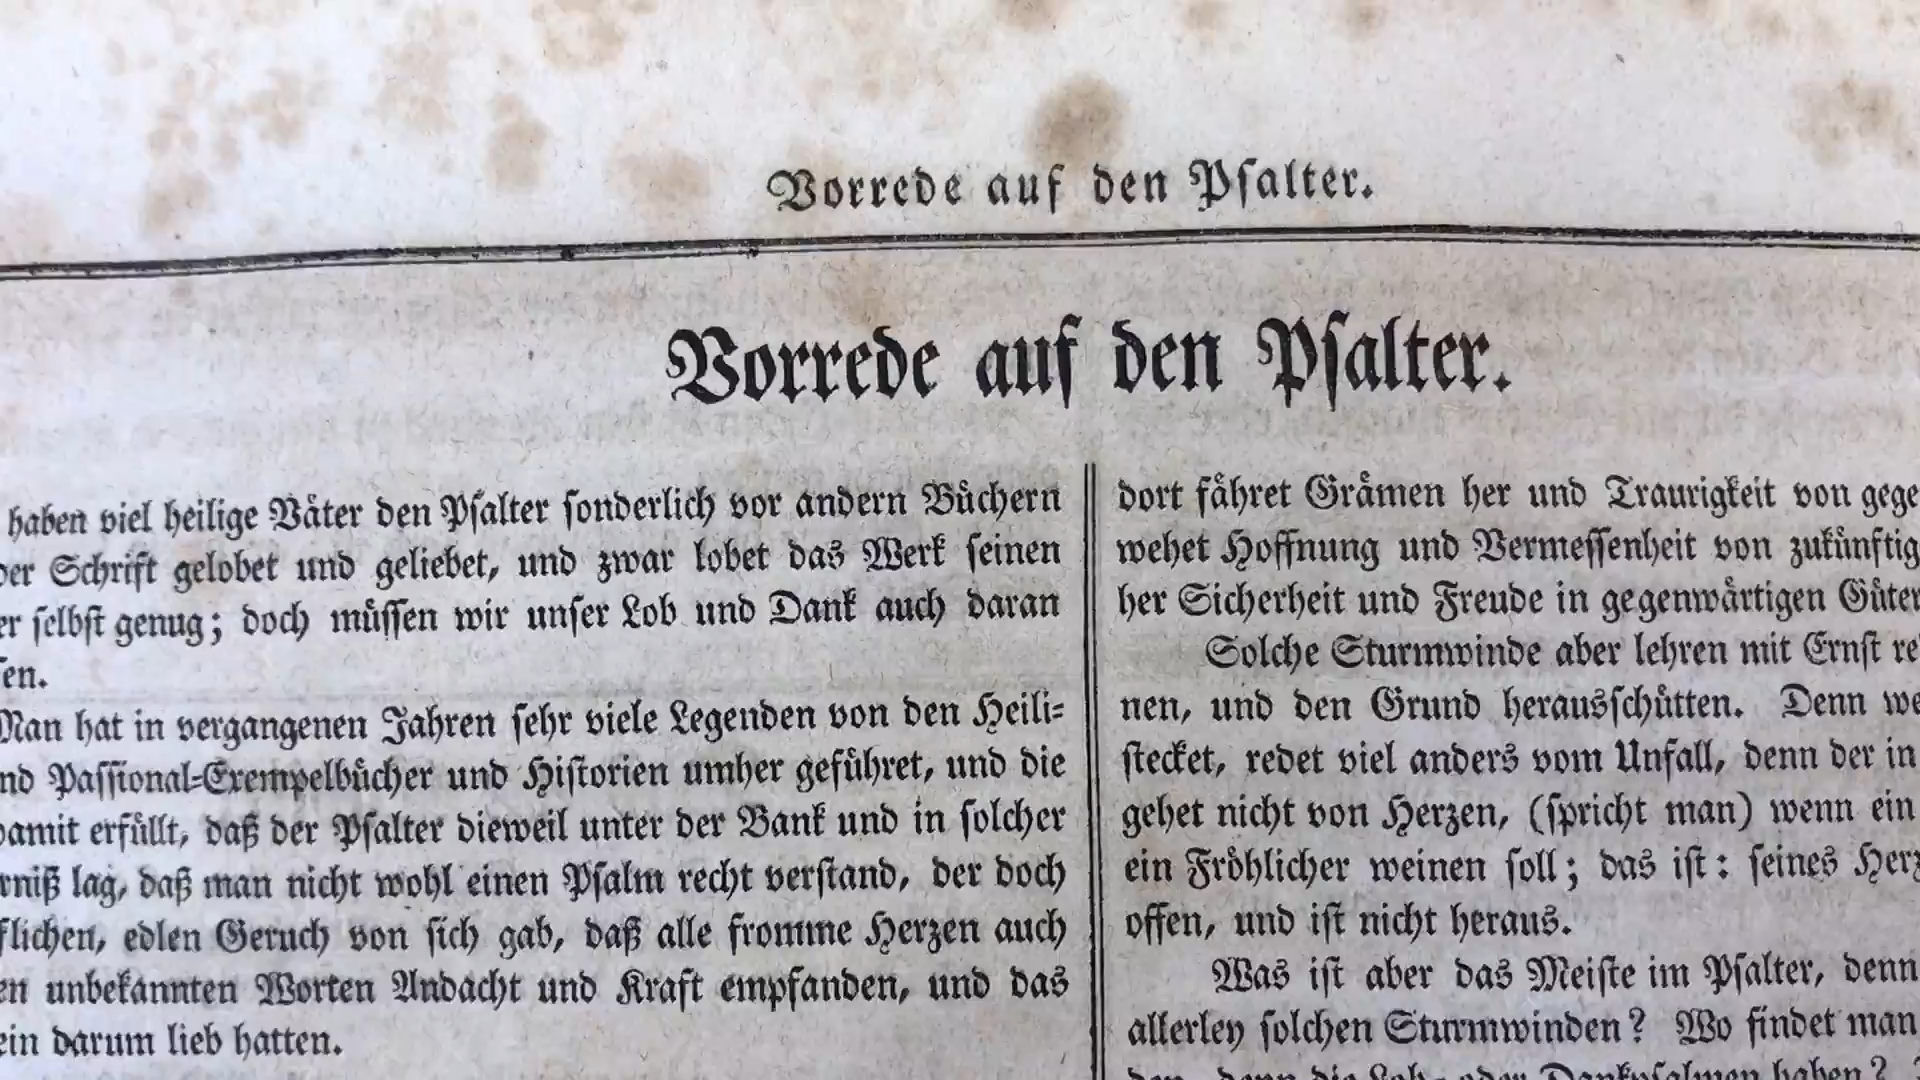 Vorrede auf den Psalter.
Vorrede auf den Psalter.
haben viel heilige Väter den Psalter sonderlich vor andern Büchern
der Schrift gelobet und geliebet, und zwar lobet das Werk seinen
er selbst genug; doch müssen wir unser Lob und Dank auch daran
sen.
Man hat in vergangenen Jahren sehr viele Legenden von den Heili=
nd Passional=Exempelbücher und Historien umher geführet, und die
damit erfüllt, daß der Psalter dieweil unter der Bank und in solcher
rniß lag, daß man nicht wohl einen Psalm recht verstand, der doch
flichen, edlen Geruch von sich gab, daß alle fromme Herzen auch
en unbekannten Worten Andacht und Kraft empfanden, und das
ein darum lieb hatten.
dort fähret Grämen her und Traurigkeit von gege
wehet Hoffnung und Vermessenheit von zukünftig
her Sicherheit und Freude in gegenwärtigen Güter
Solche Sturmwinde aber lehren mit Ernst re
nen, und den Grund herausschütten. Denn we
stecket, redet viel anders vom Unfall, denn der in
gehet nicht von Herzen, (spricht man) wenn ein
ein Fröhlicher weinen soll; das ist: seines Herz
offen, und ist nicht heraus.
Was ist aber das Meiste im Psalter, denn
allerley solchen Sturmwinden? Wo findet man
den, denn die Lob= oder Dankpsalmen haben?